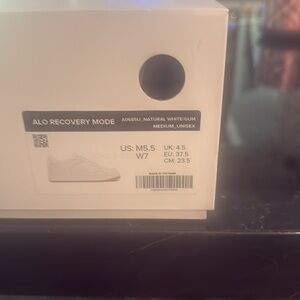 ALO RECOVERY MODE
NATURAL WHITE/GUM
MEDIUM_UNISEX
US: M5.5
W7
UK: 4.5
EU: 37.5
CM: 23.5